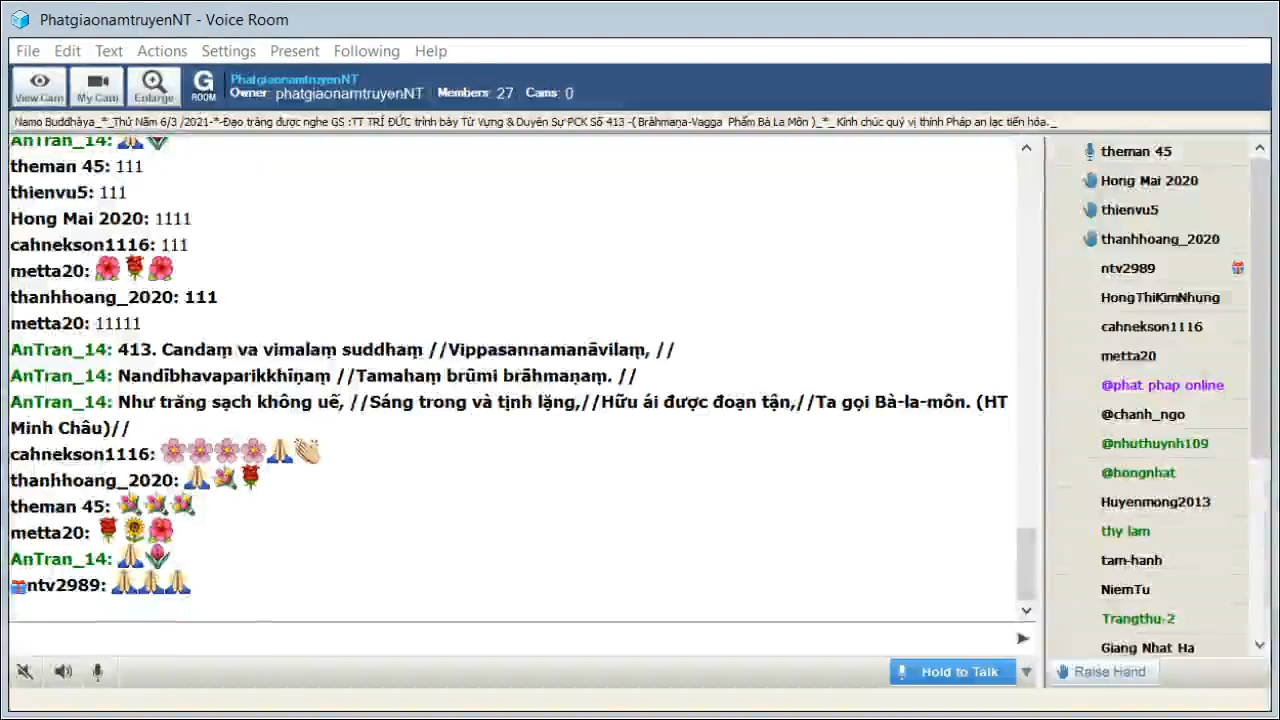 PhatgiaonamtruyenNT - Voice Room
File Edit Text Actions Settings Present Following Help
View Cam My Cam Enlarge G ROOM PhatgiaonamtruyenNT
Owner: phatgiaonamtruyenNT Members: 27 Cams: 0
Namo Buddhàya_*_Thứ Năm 6/3 /2021-*-Đạo tràng được nghe GS :TT TRÍ ĐỨC trình bày Từ Vựng & Duyên Sự PCK Số 413 -( Brāhmaṇa-Vagga Phẩm Bà La Môn )_*_ Kính chúc quý vị thính Pháp an lạc tiến hóa._
AnTran_14:
theman 45: 111
thienvu5: 111
Hong Mai 2020: 1111
cahnekson1116: 111
metta20:
thanhhoang_2020: 111
metta20: 11111
AnTran_14: 413. Candaṃ va vimalaṃ suddhaṃ //Vippasannamanāvilaṃ, //
AnTran_14: Nandībhavaparikkhīṇaṃ //Tamahaṃ brūmi brāhmaṇaṃ. //
AnTran_14: Như trăng sạch không uế, //Sáng trong và tịnh lặng,//Hữu ái được đoạn tận,//Ta gọi Bà-la-môn. (HT
Minh Châu)//
cahnekson1116:
thanhhoang_2020:
theman 45:
metta20:
AnTran_14:
ntv2989:
Hold to Talk
theman 45
Hong Mai 2020
thienvu5
thanhhoang_2020
ntv2989
HongThiKimNhung
cahnekson1116
metta20
@phat phap online
@chanh_ngo
@nhuthuynh109
@hongnhat
Huyenmong2013
thy lam
tam-hanh
NiemTu
Trangthu-2
Giang Nhat Ha
Raise Hand